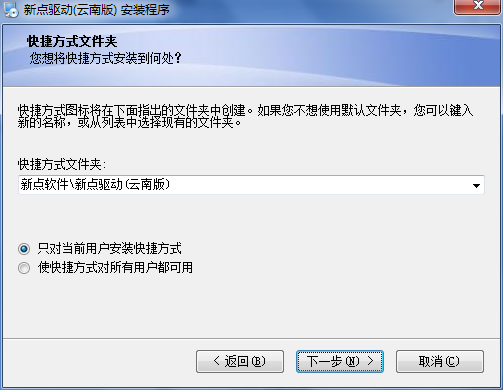 新点驱动(云南版) 安装程序
快捷方式文件夹
您想将快捷方式安装到何处？
快捷方式图标将在下面指出的文件夹中创建。如果您不想使用默认文件夹，您可以键入
新的名称，或从列表中选择现有的文件夹。
快捷方式文件夹:
新点软件\新点驱动(云南版)
只对当前用户安装快捷方式
使快捷方式对所有用户都可用
< 返回(B)
下一步(N) >
取消(C)